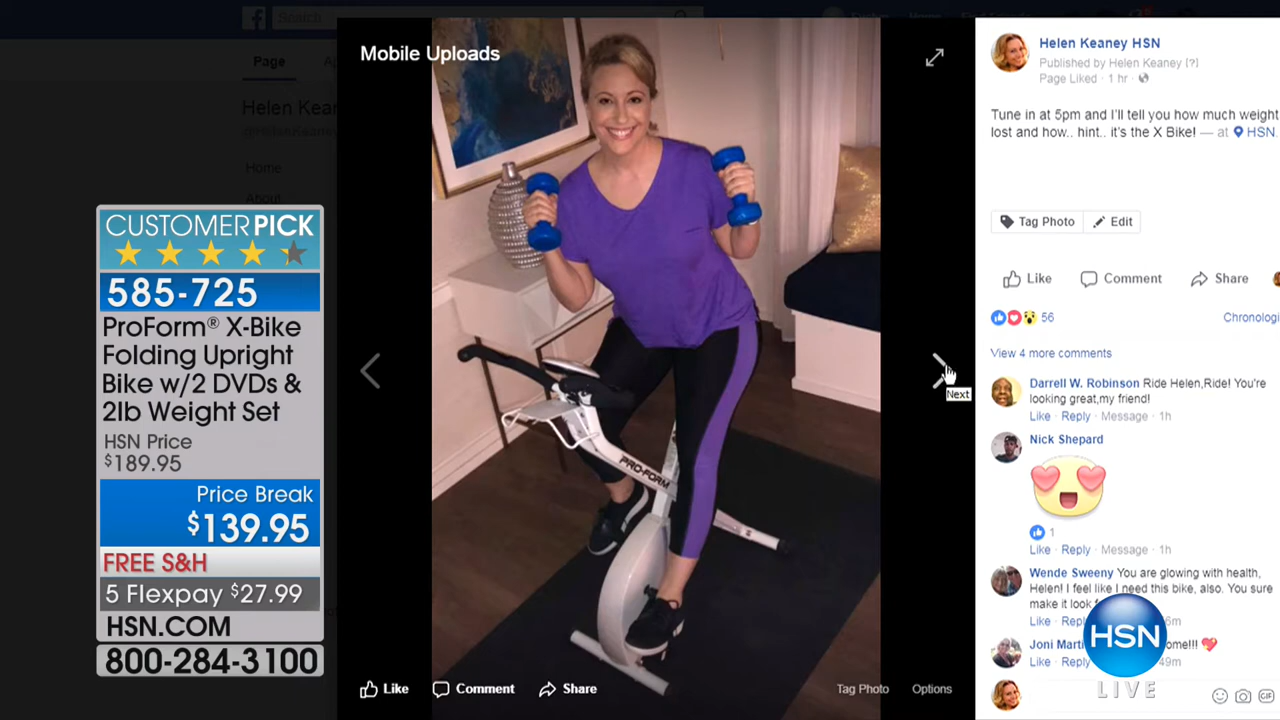 Search
Page
Helen Keaney
Home
About
Mobile Uploads
CUSTOMER PICK
585-725
ProForm® X-Bike
Folding Upright
Bike w/2 DVDs &
2lb Weight Set
HSN Price
$189.95
Price Break
$139.95
FREE S&H
5 Flexpay $27.99
HSN.COM
800-284-3100
PRO-FORM
Next
Like Comment Share
Tag Photo Options
Helen Keaney HSN
Published by Helen Keaney [?]
Page Liked · 1 hr ·
Tune in at 5pm and I'll tell you how much weight
lost and how.. hint.. it's the X Bike! — at HSN.
Tag Photo Edit
Like Comment Share
56 Chronologi
View 4 more comments
Darrell W. Robinson Ride Helen,Ride! You're
looking great,my friend!
Like · Reply · Message · 1h
Nick Shepard
1
Like · Reply · Message · 1h
Wende Sweeny You are glowing with health,
Helen! I feel like I need this bike, also. You sure
make it look
Like · Reply
Joni Marti
Like · Reply 49m
HSN
LIVE
GIF